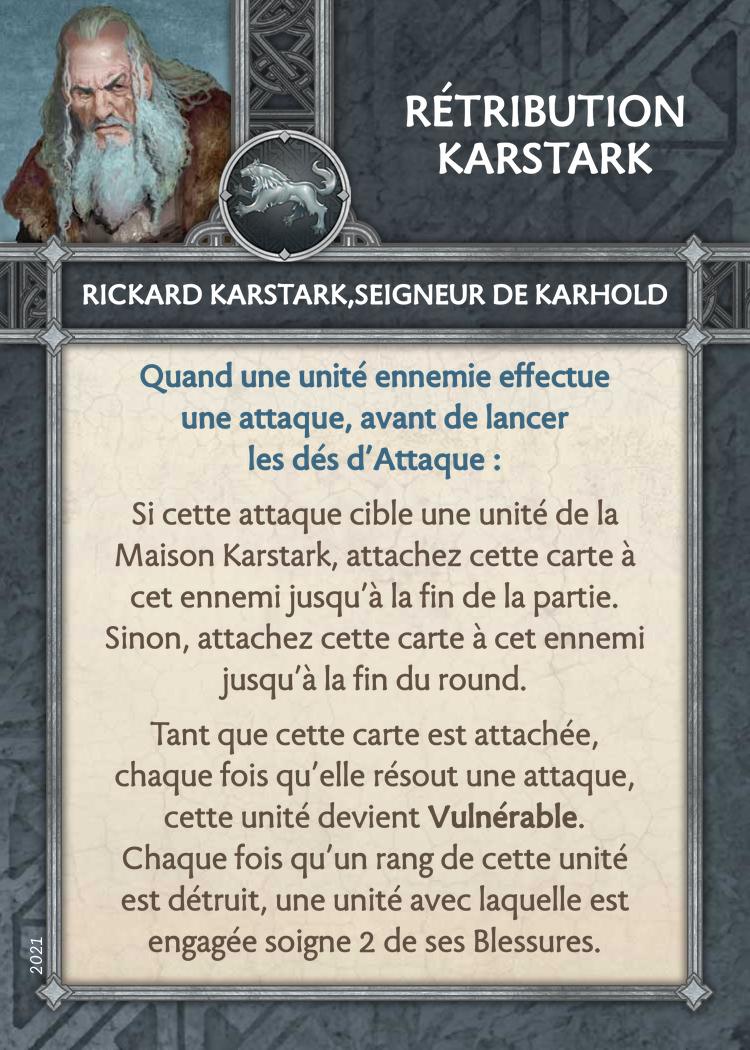 RÉTRIBUTION
KARSTARK
RICKARD KARSTARK,SEIGNEUR DE KARHOLD
Quand une unité ennemie effectue
une attaque, avant de lancer
les dés d'Attaque :
Si cette attaque cible une unité de la
Maison Karstark, attachez cette carte à
cet ennemi jusqu'à la fin de la partie.
Sinon, attachez cette carte à cet ennemi
jusqu'à la fin du round.
Tant que cette carte est attachée,
chaque fois qu'elle résout une attaque,
cette unité devient Vulnérable.
Chaque fois qu'un rang de cette unité
est détruit, une unité avec laquelle est
engagée soigne 2 de ses Blessures.
2021